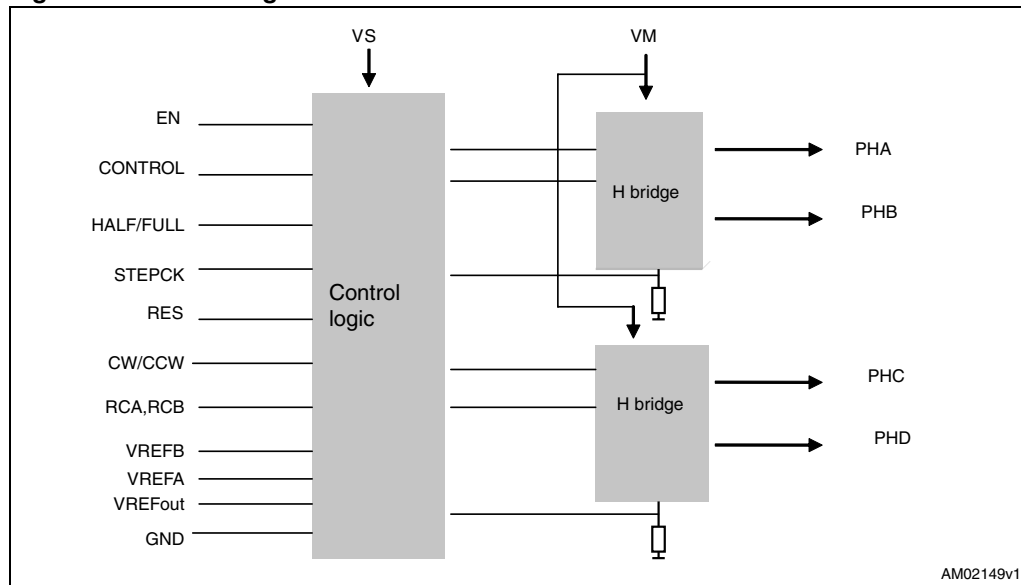 VS
VM
EN
CONTROL
HALF/FULL
STEPCK
RES
CW/CCW
RCA,RCB
VREFB
VREFA
VREFout
GND
Control
logic
H bridge
PHA
PHB
H bridge
PHC
PHD
AM02149v1